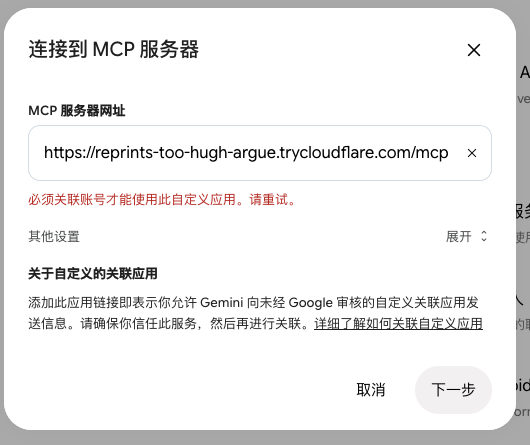 连接到 MCP 服务器
MCP 服务器网址
https://reprints-too-hugh-argue.trycloudflare.com/mcp
必须关联账号才能使用此自定义应用。请重试。
其他设置
展开
关于自定义的关联应用
添加此应用链接即表示你允许 Gemini 向未经 Google 审核的自定义关联应用发
送信息。请确保你信任此服务，然后再进行关联。详细了解如何关联自定义应用
取消
下一步